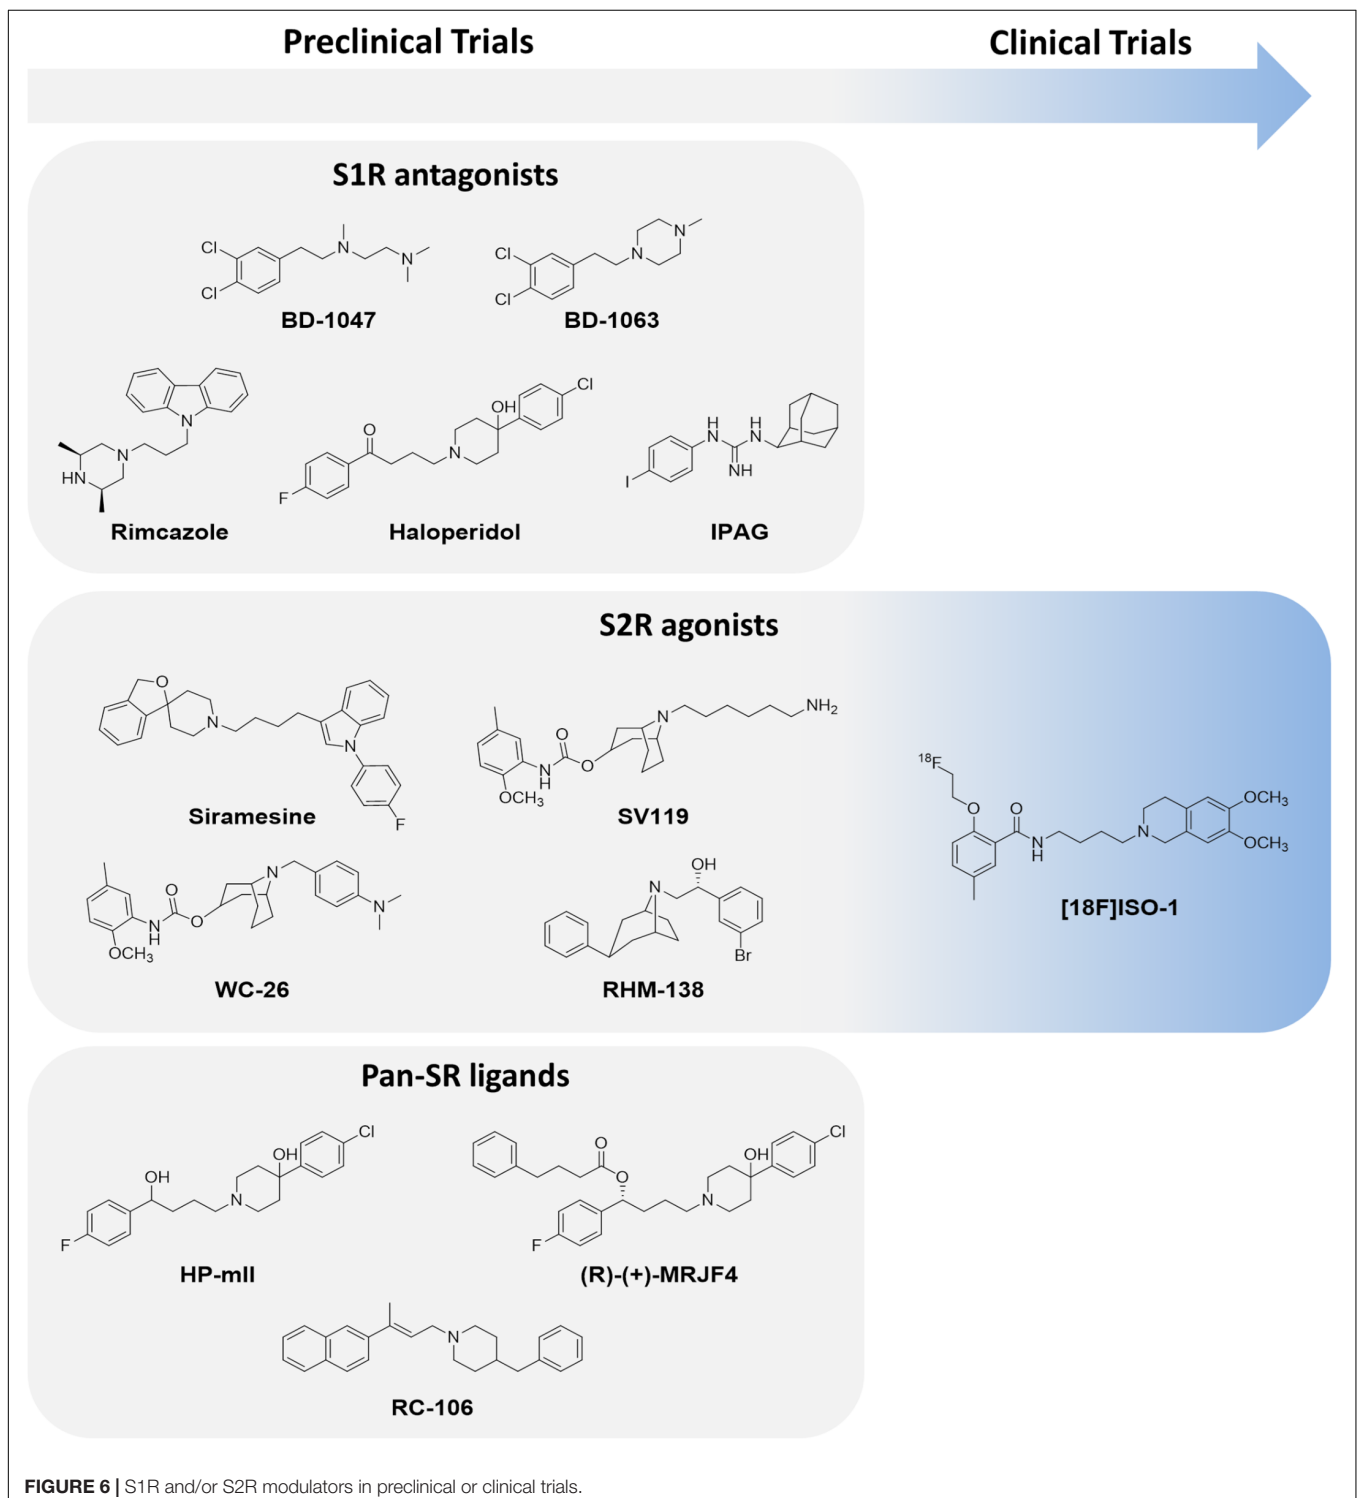 Preclinical Trials
Clinical Trials
S1R antagonists
Cl
Cl
N
N
BD-1047
Cl
Cl
N
N
BD-1063
N
N
HN
Rimcazole
O
F
N
OH
Cl
Haloperidol
I
H
N
NH
H
N
IPAG
S2R agonists
O
N
N
F
Siramesine
OCH3
N
H
O
O
N
NH2
SV119
OCH3
N
H
O
O
N
N
WC-26
N
OH
Br
RHM-138
18F
O
O
N
H
N
OCH3
OCH3
[18F]ISO-1
Pan-SR ligands
F
OH
N
OH
Cl
HP-mII
O
O
F
N
OH
Cl
(R)-(+)-MRJF4
N
RC-106
FIGURE 6 | S1R and/or S2R modulators in preclinical or clinical trials.